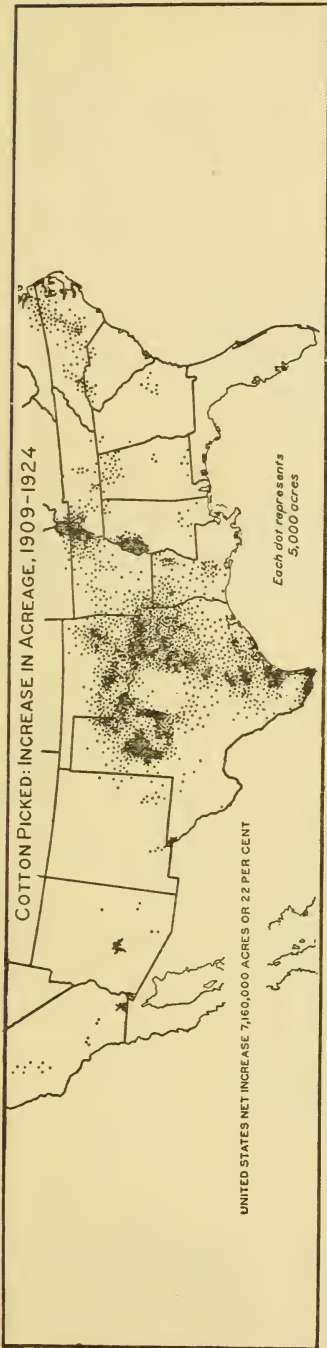 COTTON PICKED: INCREASE IN ACREAGE, 1909-1924
Each dot represents
5,000 acres
UNITED STATES NET INCREASE 7,160,000 ACRES OR 22 PER CENT